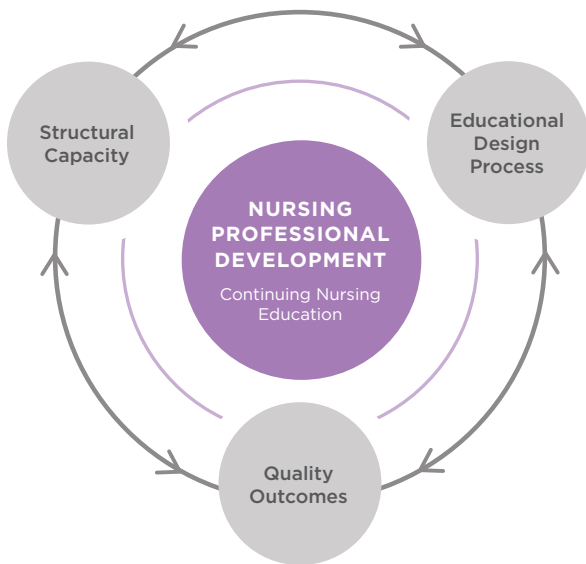 Structural
Capacity
Educational
Design
Process
NURSING
PROFESSIONAL
DEVELOPMENT
Continuing Nursing
Education
Quality
Outcomes